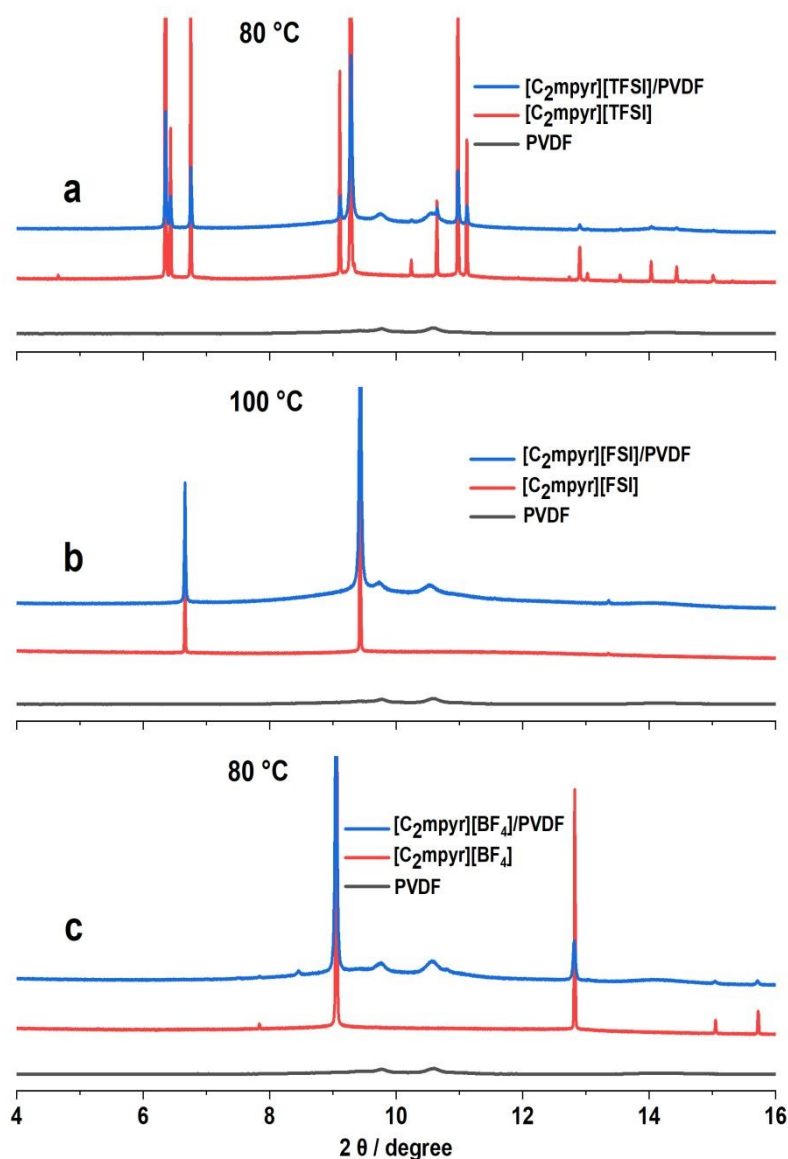 80 °C
[C₂mpyr][TFSI]/PVDF
[C₂mpyr][TFSI]
PVDF
a
100 °C
[C₂mpyr][FSI]/PVDF
[C₂mpyr][FSI]
PVDF
b
80 °C
[C₂mpyr][BF₄]/PVDF
[C₂mpyr][BF₄]
PVDF
c
4 6 8 10 12 14 16
2 θ / degree